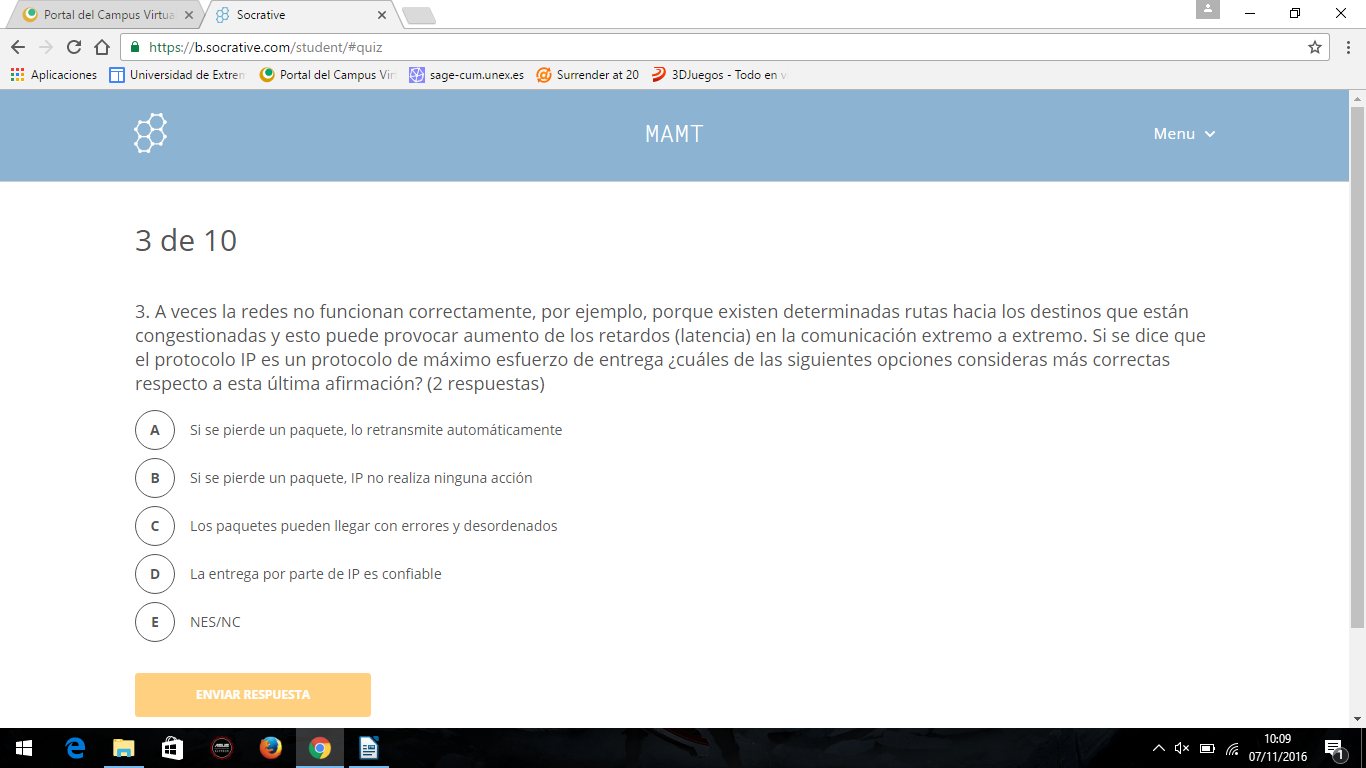 Portal del Campus Virtua
Socrative
https://b.socrative.com/student/#quiz
Aplicaciones
Universidad de Extrem
Portal del Campus Vir
sage-cum.unex.es
Surrender at 20
3DJuegos - Todo en v
MAMT
Menu
3 de 10
3. A veces la redes no funcionan correctamente, por ejemplo, porque existen determinadas rutas hacia los destinos que están
congestionadas y esto puede provocar aumento de los retardos (latencia) en la comunicación extremo a extremo. Si se dice que
el protocolo IP es un protocolo de máximo esfuerzo de entrega ¿cuáles de las siguientes opciones consideras más correctas
respecto a esta última afirmación? (2 respuestas)
A Si se pierde un paquete, lo retransmite automáticamente
B Si se pierde un paquete, IP no realiza ninguna acción
C Los paquetes pueden llegar con errores y desordenados
D La entrega por parte de IP es confiable
E NES/NC
ENVIAR RESPUESTA
10:09
07/11/2016
1